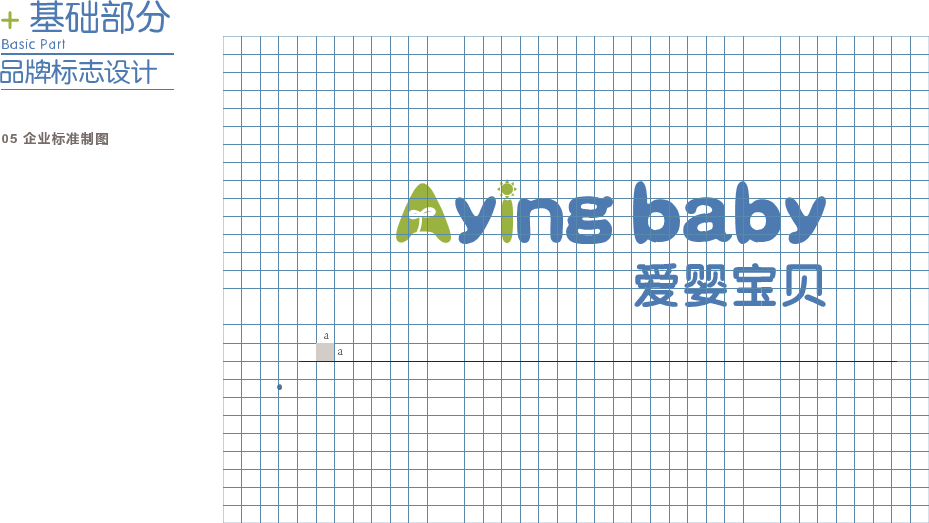 + 基础部分
Basic Part
品牌标志设计
05 企业标准制图
Aying baby
爱婴宝贝
a
a